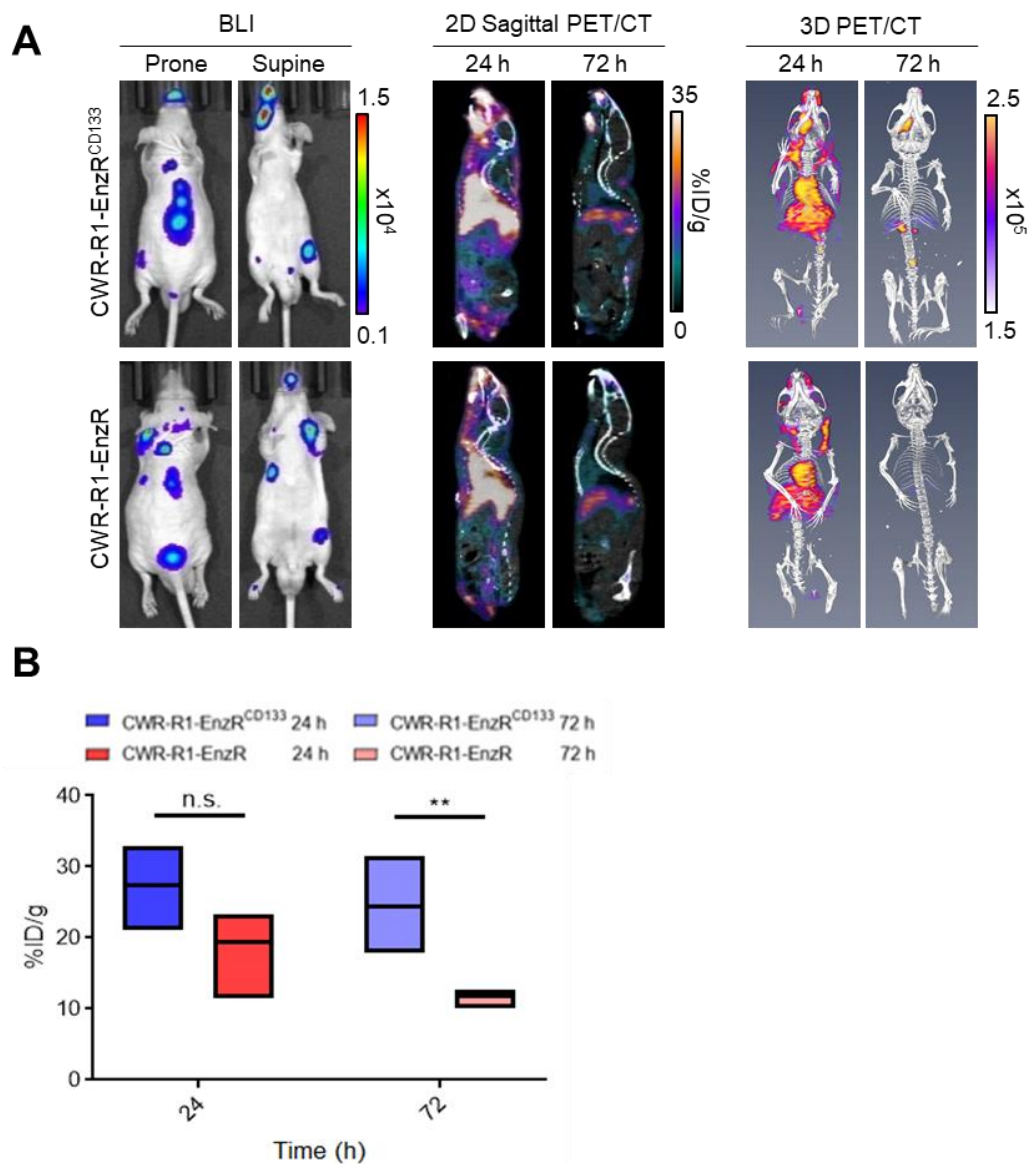 A
BLI
2D Sagittal PET/CT
3D PET/CT
Prone
Supine
24 h
72 h
24 h
72 h
CWR-R1-EnzR^CD133
1.5
x10^4
0.1
35
%ID/g
0
2.5
x10^5
1.5
CWR-R1-EnzR
B
CWR-R1-EnzR^CD133 24 h
CWR-R1-EnzR^CD133 72 h
CWR-R1-EnzR 24 h
CWR-R1-EnzR 72 h
40
30
20
10
0
%ID/g
n.s.
**
24
72
Time (h)